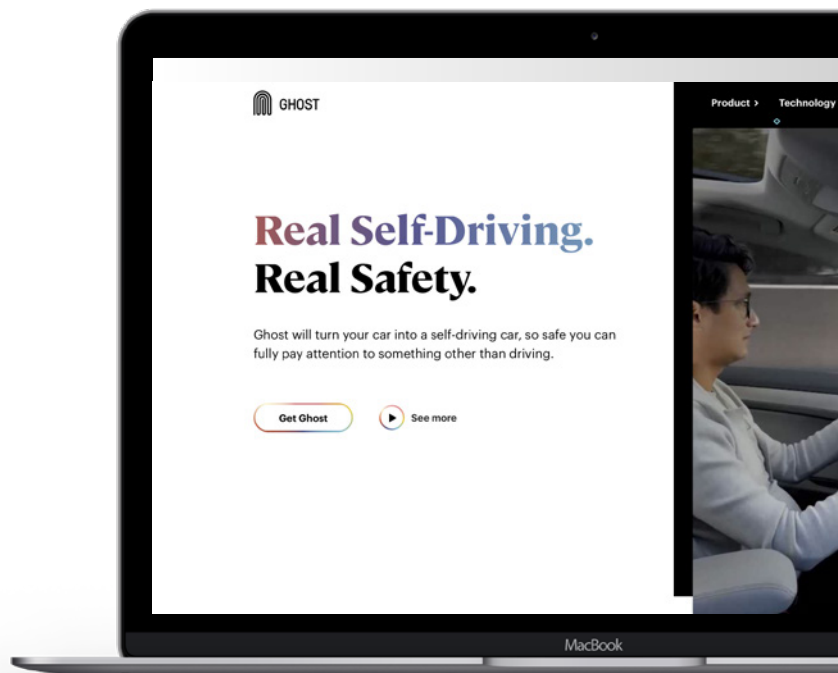 GHOST
Product >
Technology
Real Self-Driving.
Real Safety.
Ghost will turn your car into a self-driving car, so safe you can
fully pay attention to something other than driving.
Get Ghost
See more
MacBook